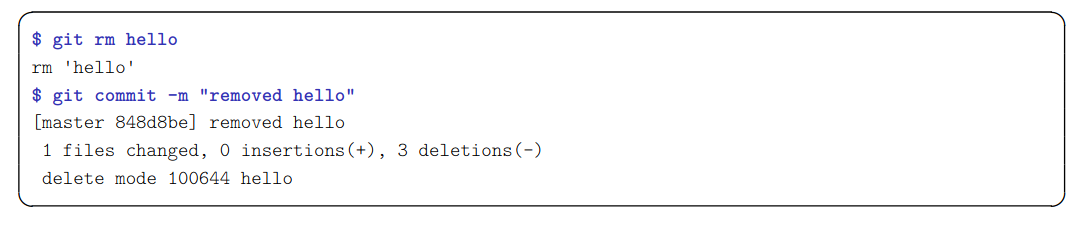 $ git rm hello
rm 'hello'
$ git commit -m "removed hello"
[master 848d8be] removed hello
1 files changed, 0 insertions(+), 3 deletions(-)
delete mode 100644 hello